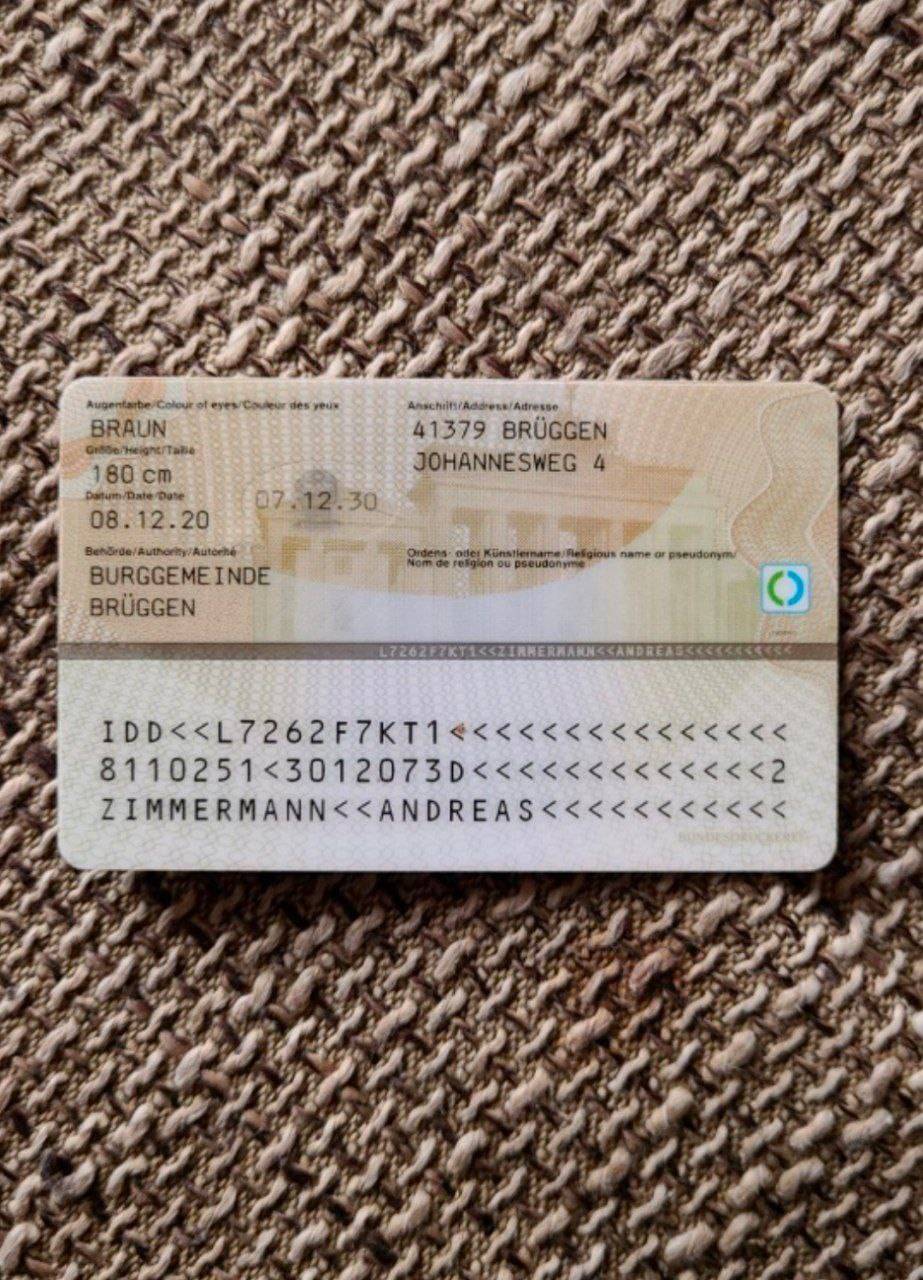 Augenfarbe/Colour of eyes/Couleur des yeux
BRAUN
Größe/Height/Taille
180 cm
Datum/Date/Date
08.12.20
07.12.30
Behörde/Authority/Autorité
BURGGEMEINDE
BRÜGGEN
Anschrift/Address/Adresse
41379 BRÜGGEN
JOHANNESWEG 4
Ordens- oder Künstlername/Religious name or pseudonym/
Nom de religion ou pseudonyme
L7262F7KT1<<ZIMMERMANN<<ANDREAS<<<<<<<<<<<
IDD<<L7262F7KT1<<<<<<<<<<<<<<<
8110251<3012073D<<<<<<<<<<<<<2
ZIMMERMANN<<ANDREAS<<<<<<<<<<<
BUNDESDRUCKEREI